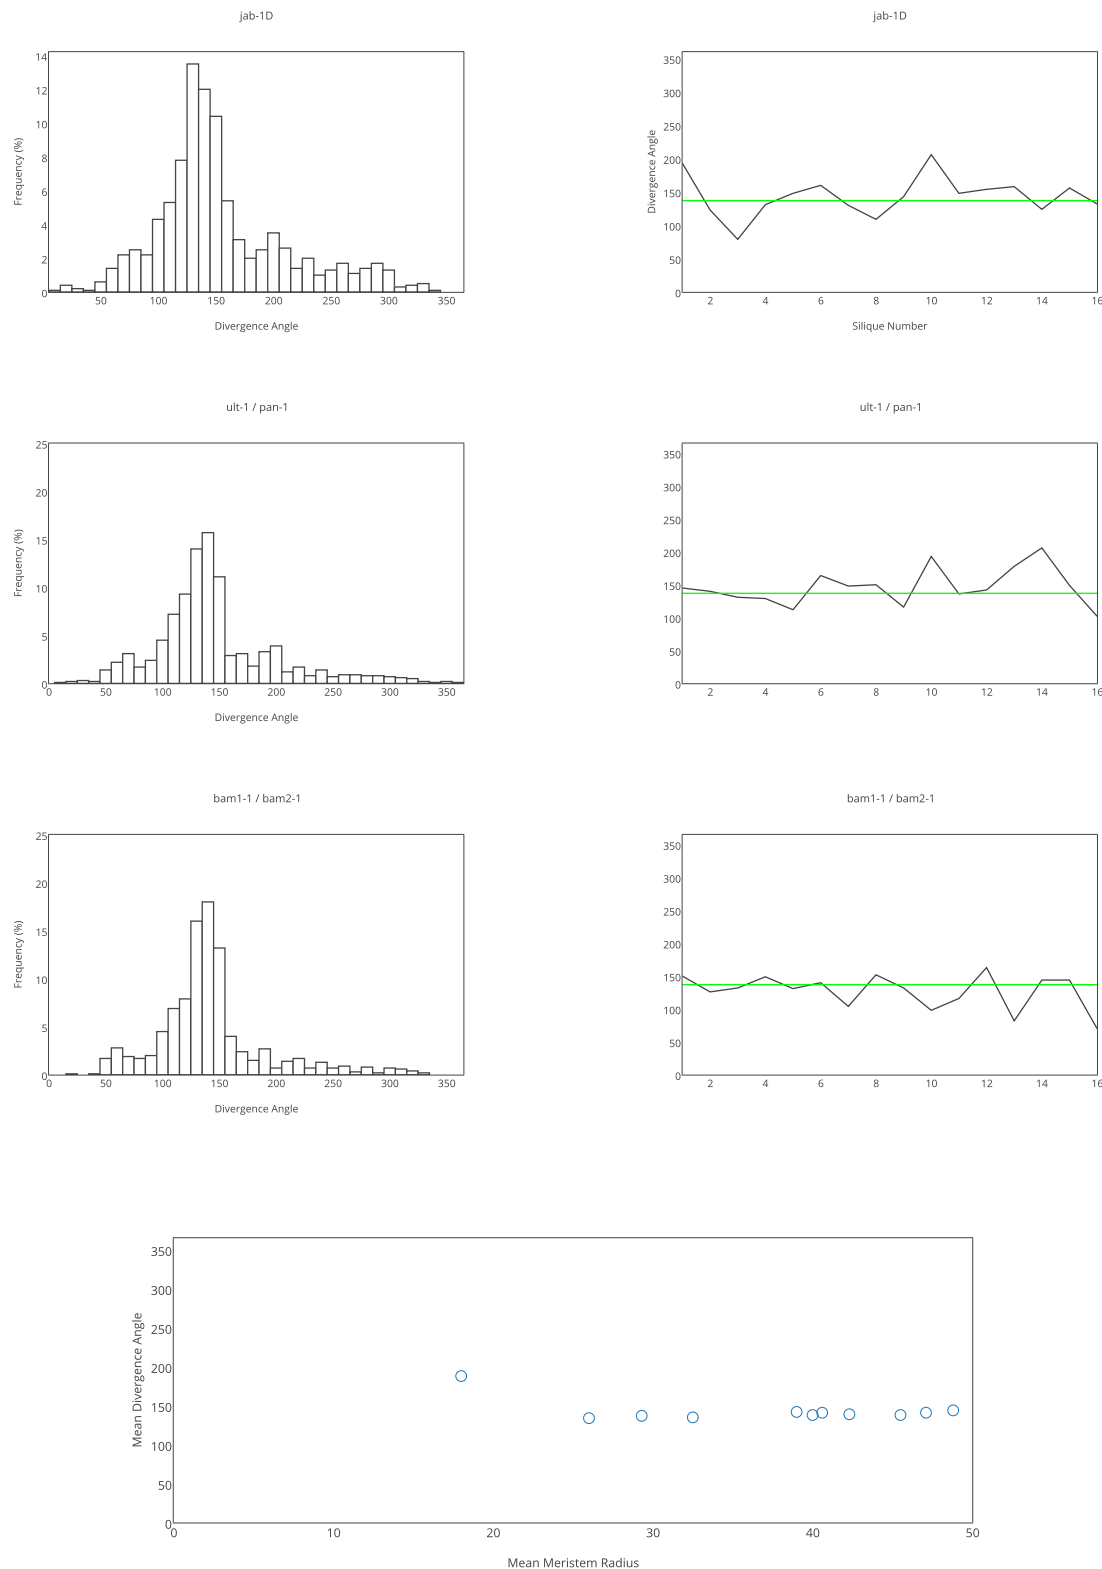 jab-1D
jab-1D
14
12
10
8
6
4
2
0
Frequency (%)
50 100 150 200 250 300 350
Divergence Angle
350
300
250
200
150
100
50
0
Divergence Angle
2 4 6 8 10 12 14 16
Silique Number
ult-1 / pan-1
ult-1 / pan-1
25
20
15
10
5
0
Frequency (%)
0 50 100 150 200 250 300 350
Divergence Angle
350
300
250
200
150
100
50
0
2 4 6 8 10 12 14 16
bam1-1 / bam2-1
bam1-1 / bam2-1
25
20
15
10
5
0
Frequency (%)
0 50 100 150 200 250 300 350
Divergence Angle
350
300
250
200
150
100
50
0
2 4 6 8 10 12 14 16
350
300
250
200
150
100
50
0
Mean Divergence Angle
0 10 20 30 40 50
Mean Meristem Radius